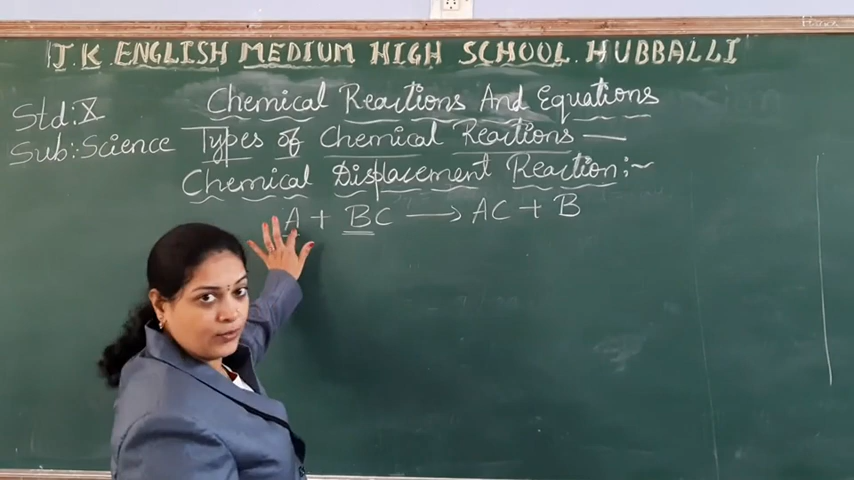 J K ENGLISH MEDIUM HIGH SCHOOL HUBBALLI
Std:X
Chemical Reactions And Equations
Sub:Science
Types of Chemical Reactions
Chemical Displacement Reaction:~
A + BC → AC + B